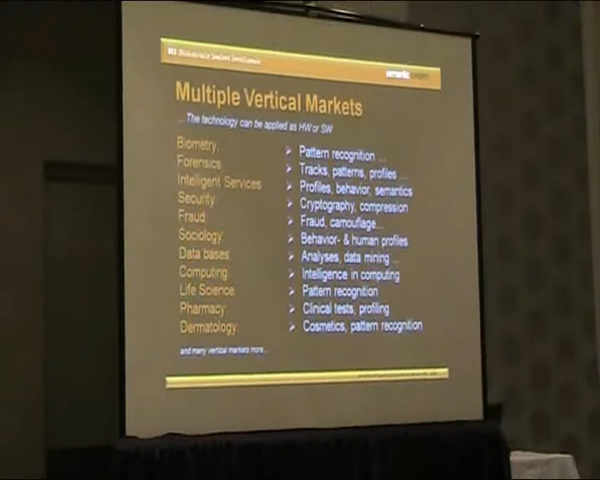 Multiple Vertical Markets
...The technology can be applied as HW or SW
Biometry ➢ Pattern recognition ...
Forensics ➢ Tracks, patterns, profiles ...
Intelligent Services ➢ Profiles, behavior, semantics
Security ➢ Cryptography, compression
Fraud ➢ Fraud, camouflage...
Sociology ➢ Behavior- & human profiles
Data bases ➢ Analyses, data mining ...
Computing ➢ Intelligence in computing
Life Science ➢ Pattern recognition
Pharmacy ➢ Clinical tests, profiling
Dermatology ➢ Cosmetics, pattern recognition
and many vertical markets more...